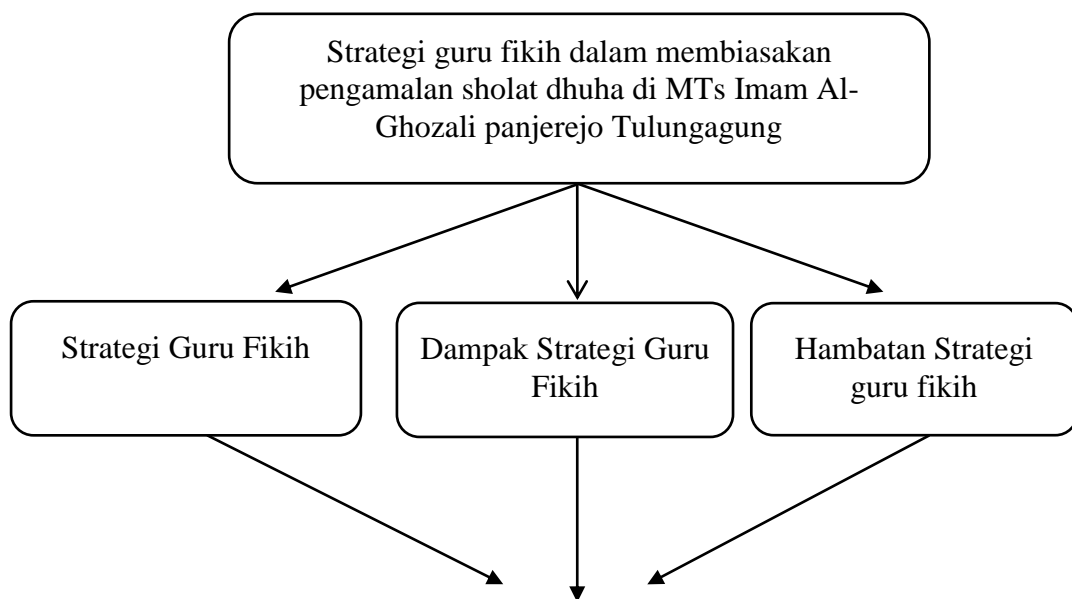 Strategi guru fikih dalam membiasakan
pengamalan sholat dhuha di MTs Imam Al-
Ghozali panjerejo Tulungagung
Strategi Guru Fikih
Dampak Strategi Guru
Fikih
Hambatan Strategi
guru fikih